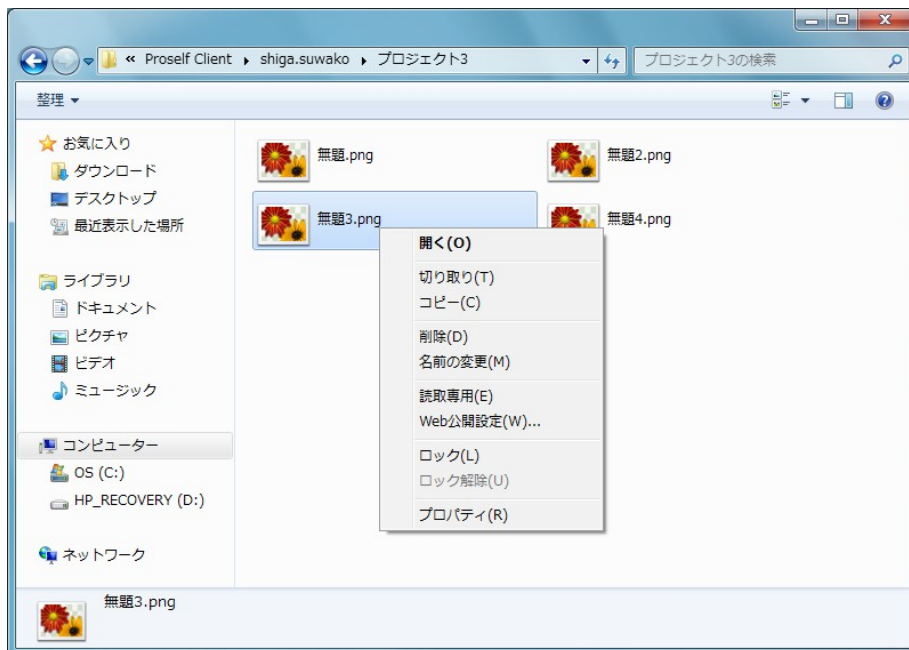 « Proself Client ▸ shiga.suwako ▸ プロジェクト3
プロジェクト3の検索
整理
お気に入り
ダウンロード
デスクトップ
最近表示した場所
ライブラリ
ドキュメント
ピクチャ
ビデオ
ミュージック
コンピューター
OS (C:)
HP_RECOVERY (D:)
ネットワーク
無題.png
無題2.png
無題3.png
無題4.png
開く(O)
切り取り(T)
コピー(C)
削除(D)
名前の変更(M)
読取専用(E)
Web公開設定(W)...
ロック(L)
ロック解除(U)
プロパティ(R)
無題3.png